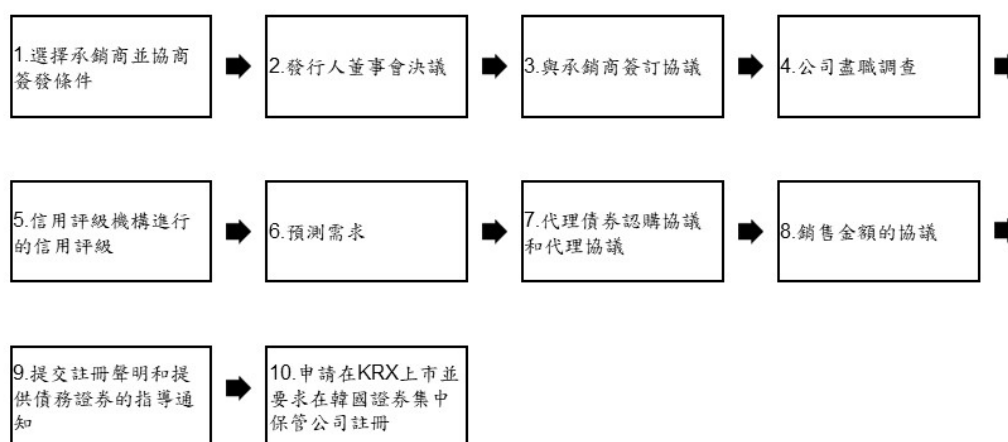 1.選擇承銷商並協商
簽發條件
2.發行人董事會決議
3.與承銷商簽訂協議
4.公司盡職調查
5.信用評級機構進行
的信用評級
6.預測需求
7.代理債券認購協議
和代理協議
8.銷售金額的協議
9.提交註冊聲明和提
供債務證券的指導通
知
10.申請在KRX上市並
要求在韓國證券集中
保管公司註冊